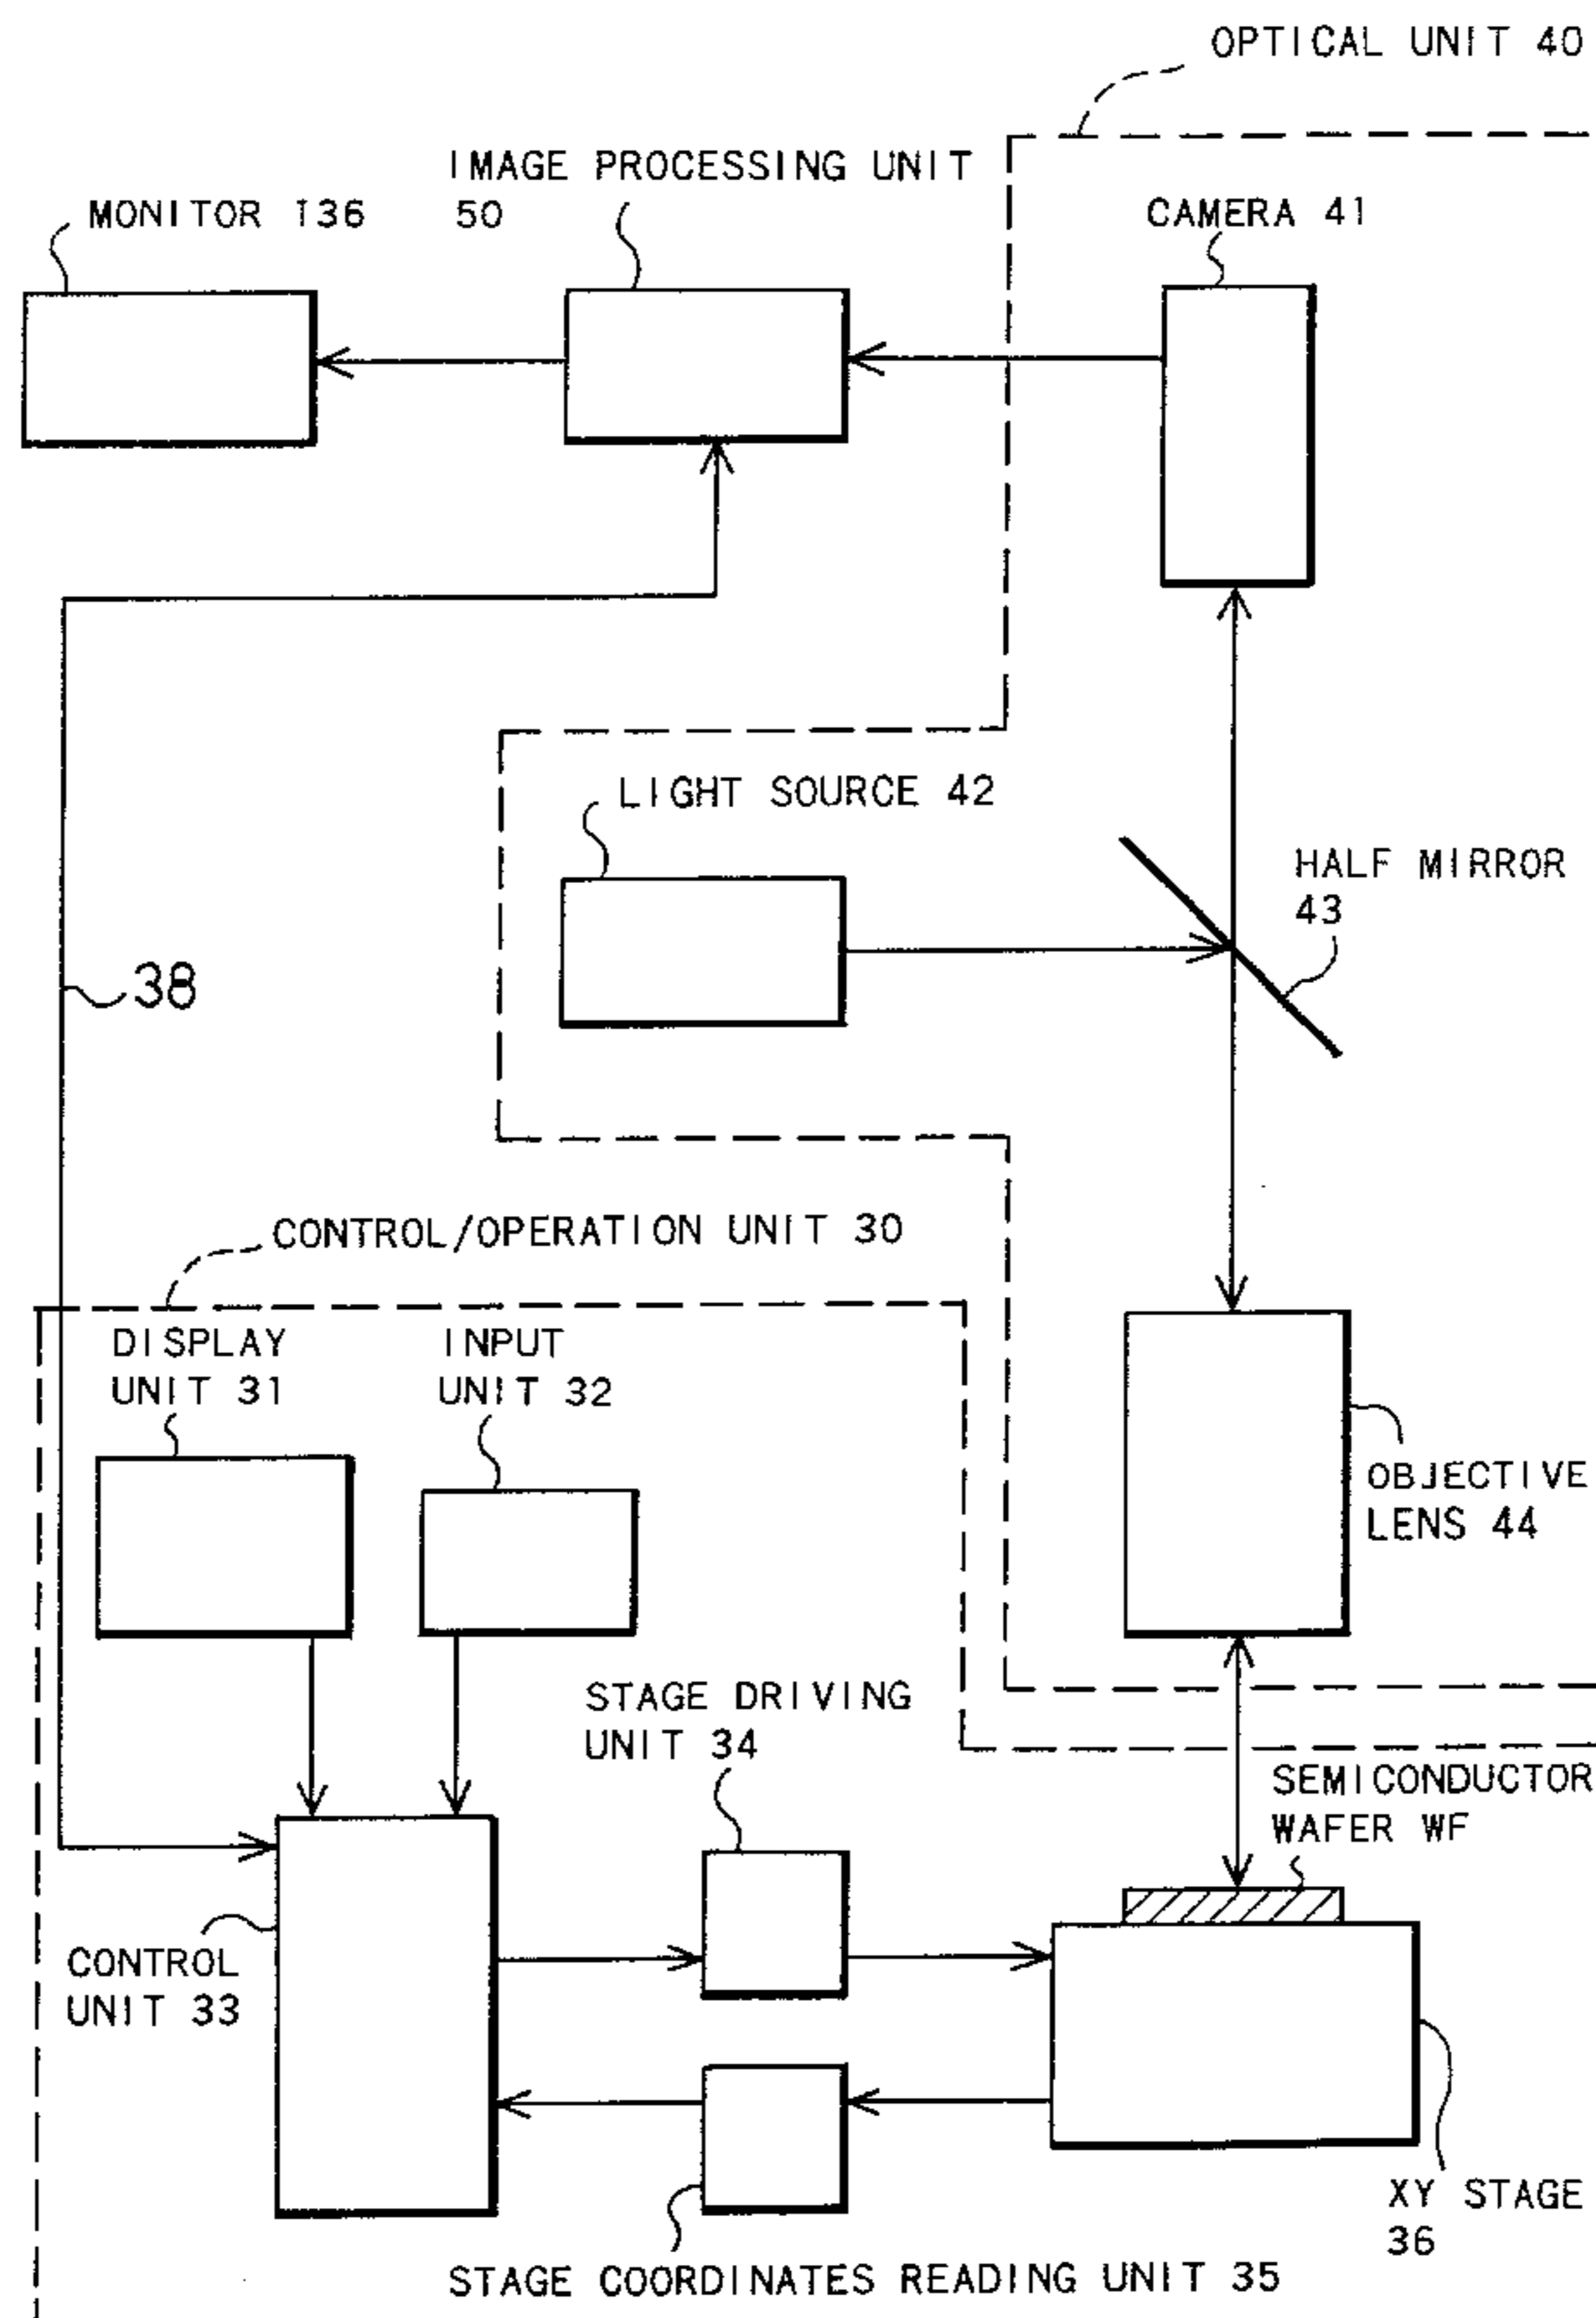 OPTICAL UNIT 40
IMAGE PROCESSING UNIT
50
MONITOR 136
CAMERA 41
LIGHT SOURCE 42
HALF MIRROR
43
38
CONTROL/OPERATION UNIT 30
DISPLAY
UNIT 31
INPUT
UNIT 32
OBJECTIVE
LENS 44
STAGE DRIVING
UNIT 34
SEMICONDUCTOR
WAFER WF
CONTROL
UNIT 33
XY STAGE
36
STAGE COORDINATES READING UNIT 35